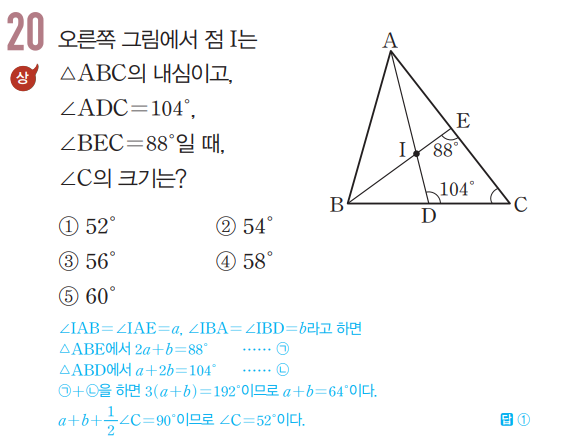 20
상
오른쪽 그림에서 점 I는
△ABC의 내심이고,
∠ADC=104°,
∠BEC=88°일 때,
∠C의 크기는?
① 52°
② 54°
③ 56°
④ 58°
⑤ 60°
A
E
I
88°
104°
B
D
C
∠IAB=∠IAE=a, ∠IBA=∠IBD=b라고 하면
△ABE에서 2a+b=88° ⋯⋯ ㉠
△ABD에서 a+2b=104° ⋯⋯ ㉡
㉠+㉡을 하면 3(a+b)=192°이므로 a+b=64°이다.
a+b+1/2∠C=90°이므로 ∠C=52°이다.
답 ①